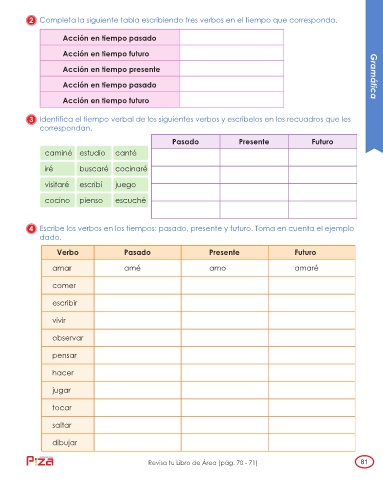 2 Completa la siguiente tabla escribiendo tres verbos en el tiempo que corresponda.
Acción en tiempo pasado
Acción en tiempo futuro
Acción en tiempo presente
Acción en tiempo pasado
Acción en tiempo futuro
Gramática
3 Identifica el tiempo verbal de los siguientes verbos y escríbelos en los recuadros que les
correspondan.
Pasado Presente Futuro
caminé estudio canté
iré buscaré cocinaré
visitaré escribí juego
cocino pienso escuché
4 Escribe los verbos en los tiempos: pasado, presente y futuro. Toma en cuenta el ejemplo
dado.
Verbo Pasado Presente Futuro
amar amé amo amaré
comer
escribir
vivir
observar
pensar
hacer
jugar
tocar
saltar
dibujar
Piza
Revisa tu Libro de Área (pág. 70 - 71)
81